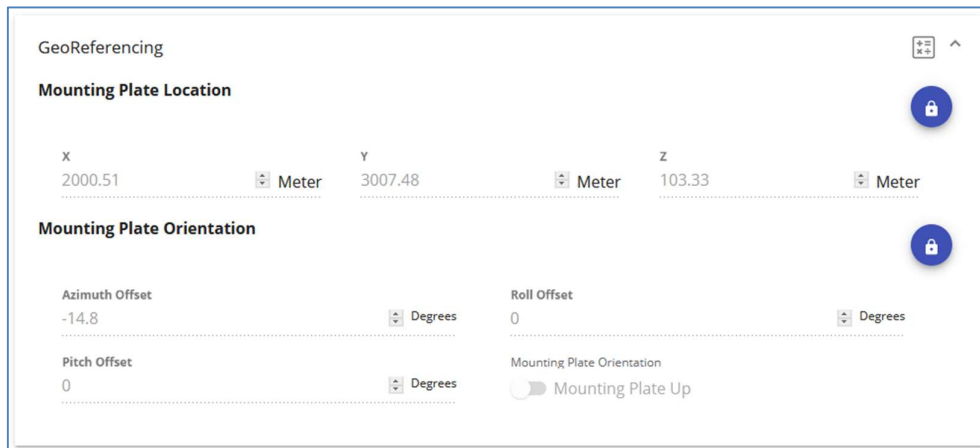 GeoReferencing
Mounting Plate Location
X Y Z
2000.51 Meter 3007.48 Meter 103.33 Meter
Mounting Plate Orientation
Azimuth Offset Roll Offset
-14.8 Degrees 0 Degrees
Pitch Offset Mounting Plate Orientation
0 Degrees Mounting Plate Up